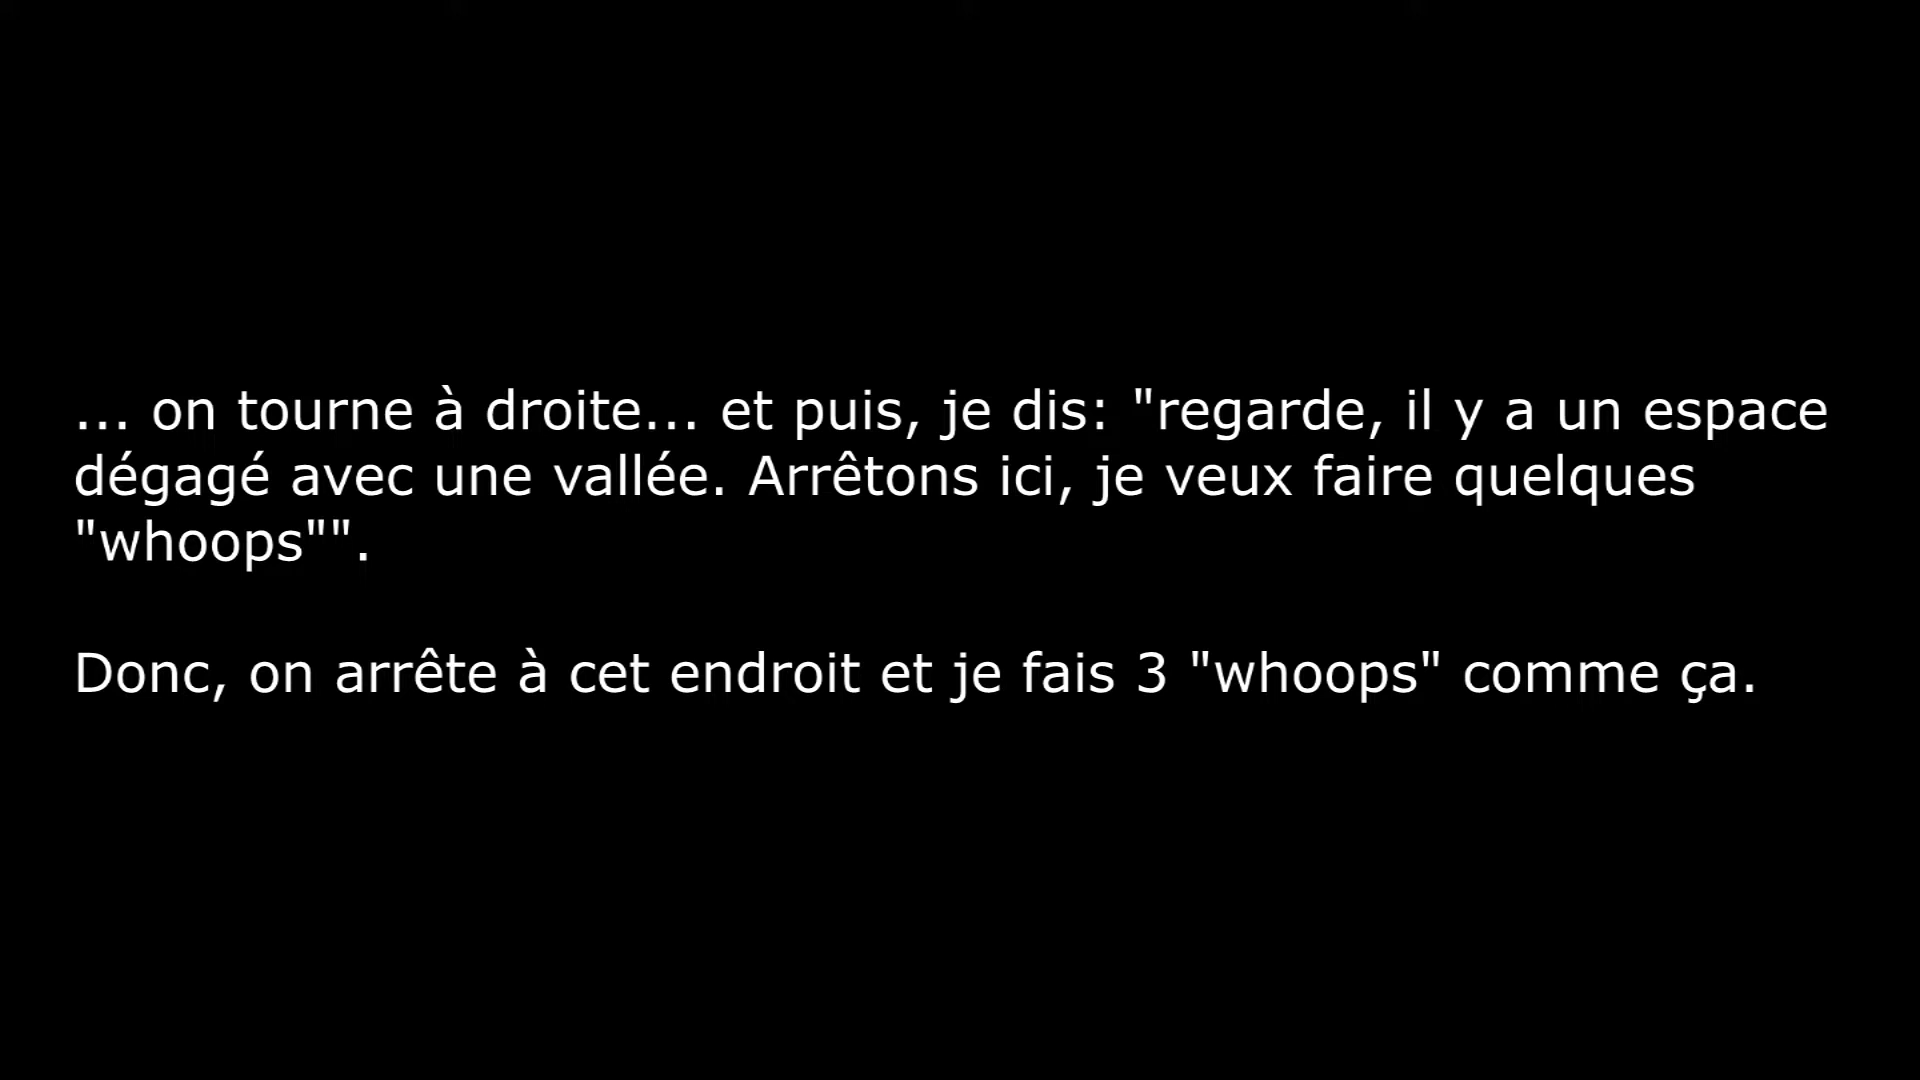 ... on tourne à droite... et puis, je dis: "regarde, il y a un espace
dégagé avec une vallée. Arrêtons ici, je veux faire quelques
"whoops"".
Donc, on arrête à cet endroit et je fais 3 "whoops" comme ça.